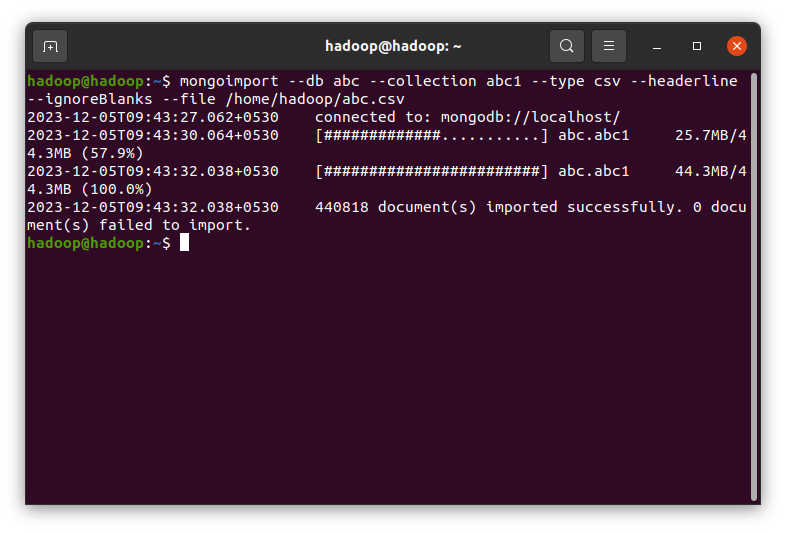 hadoop@hadoop: ~
hadoop@hadoop:~$ mongoimport --db abc --collection abc1 --type csv --headerline
--ignoreBlanks --file /home/hadoop/abc.csv
2023-12-05T09:43:27.062+0530    connected to: mongodb://localhost/
2023-12-05T09:43:30.064+0530    [#############...........] abc.abc1     25.7MB/4
4.3MB (57.9%)
2023-12-05T09:43:32.038+0530    [########################] abc.abc1     44.3MB/4
4.3MB (100.0%)
2023-12-05T09:43:32.038+0530    440818 document(s) imported successfully. 0 docu
ment(s) failed to import.
hadoop@hadoop:~$